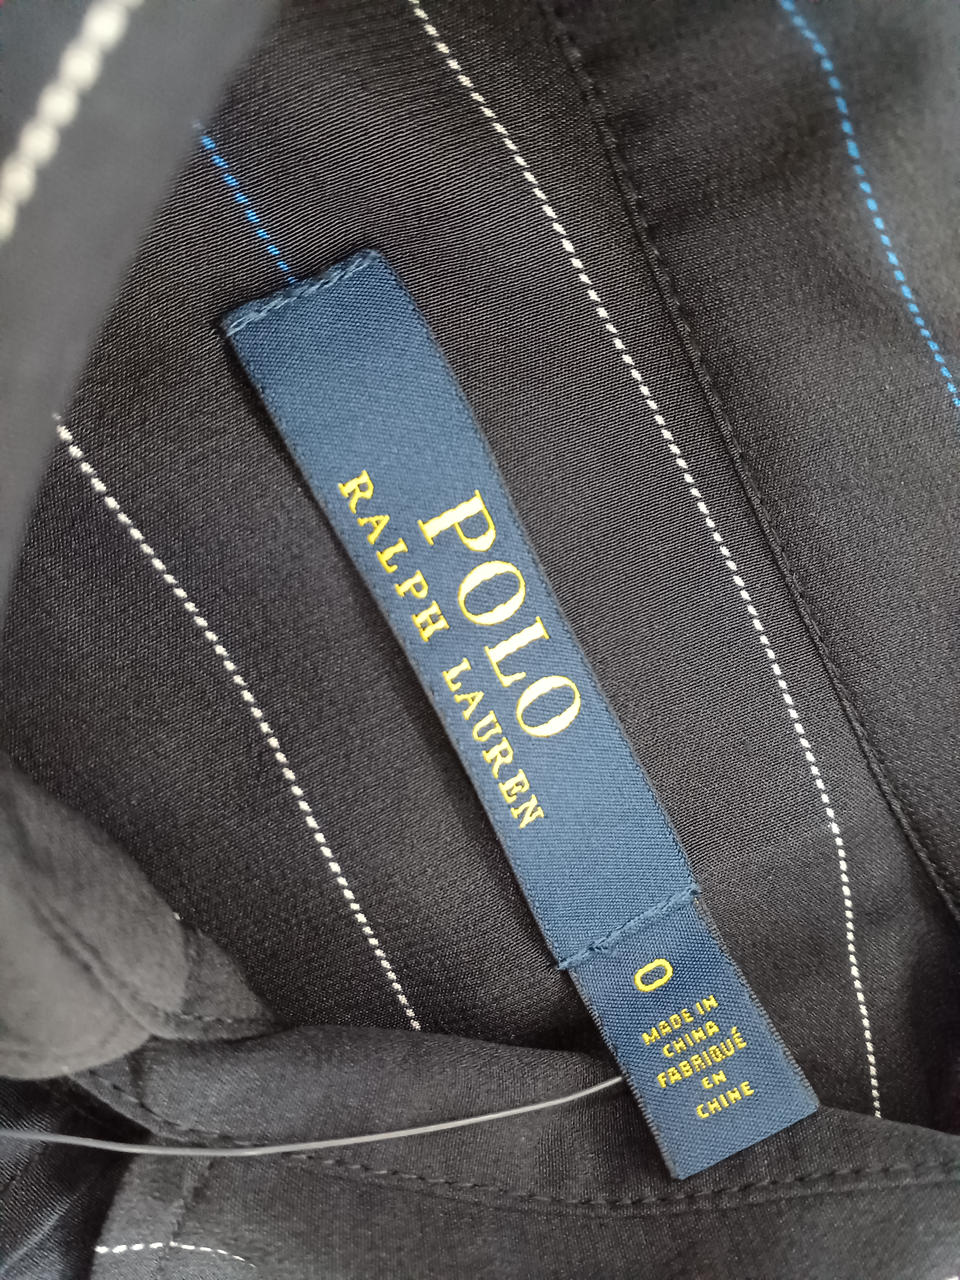 POLO
RALPH LAUREN
0
MADE IN
CHINA
FABRIQUÉ
EN
CHINE